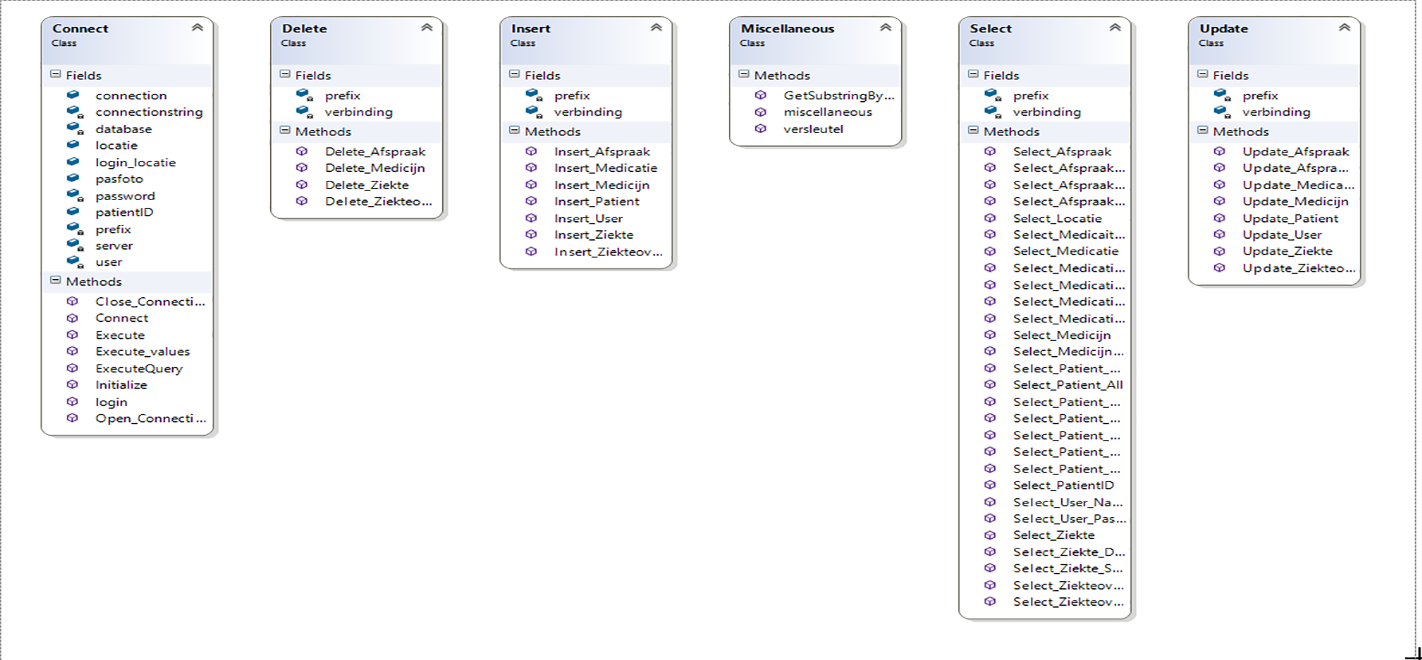 Connect
Class
Fields
connection
connectionstring
database
locatie
login_locatie
pasfoto
password
patientID
prefix
server
user
Methods
Close_Connecti...
Connect
Execute
Execute_values
ExecuteQuery
Initialize
login
Open_Connecti...
Delete
Class
Fields
prefix
verbinding
Methods
Delete_Afspraak
Delete_Medicijn
Delete_Ziekte
Delete_Ziekteo...
Insert
Class
Fields
prefix
verbinding
Methods
Insert_Afspraak
Insert_Medicatie
Insert_Medicijn
Insert_Patient
Insert_User
Insert_Ziekte
Insert_Ziekteov...
Miscellaneous
Class
Methods
GetSubstringBy...
miscellaneous
versleutel
Select
Class
Fields
prefix
verbinding
Methods
Select_Afspraak
Select_Afspraak...
Select_Afspraak...
Select_Afspraak...
Select_Locatie
Select_Medicait...
Select_Medicatie
Select_Medicati...
Select_Medicati...
Select_Medicati...
Select_Medicati...
Select_Medicijn
Select_Medicijn...
Select_Patient_...
Select_Patient_All
Select_Patient_...
Select_Patient_...
Select_Patient_...
Select_Patient_...
Select_Patient_...
Select_PatientID
Select_User_Na...
Select_User_Pas...
Select_Ziekte
Select_Ziekte_D...
Select_Ziekte_S...
Select_Ziekteov...
Select_Ziekteov...
Update
Class
Fields
prefix
verbinding
Methods
Update_Afspraak
Update_Afspra...
Update_Medica...
Update_Medicijn
Update_Patient
Update_User
Update_Ziekte
Update_Ziekteo...